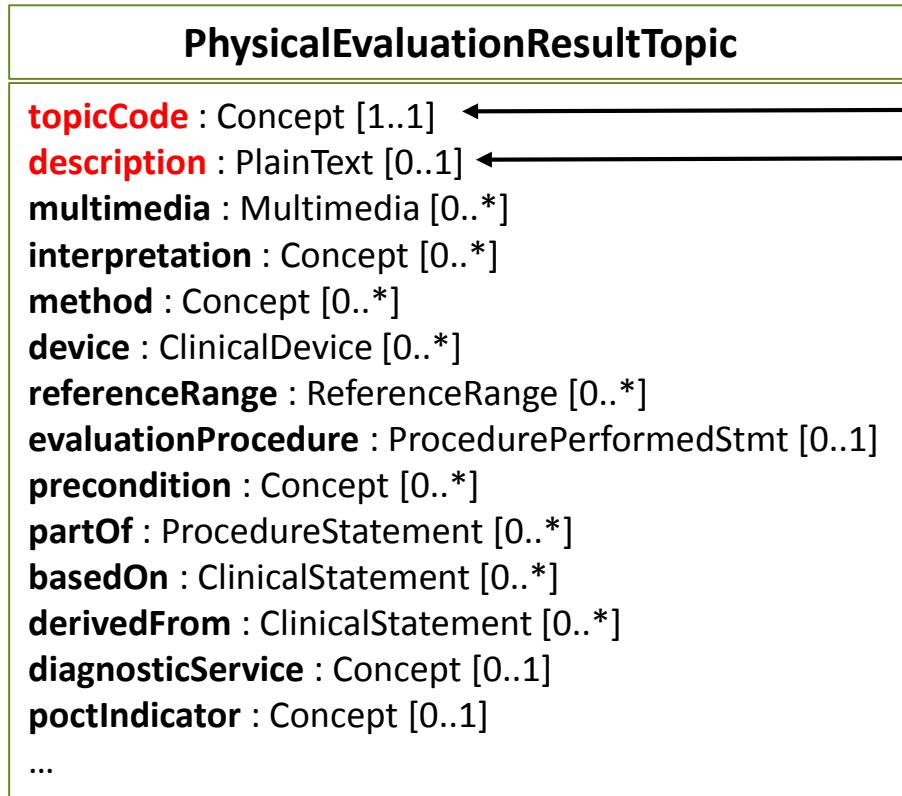 PhysicalEvaluationResultTopic
topicCode : Concept [1..1]
description : PlainText [0..1]
multimedia : Multimedia [0..*]
interpretation : Concept [0..*]
method : Concept [0..*]
device : ClinicalDevice [0..*]
referenceRange : ReferenceRange [0..*]
evaluationProcedure : ProcedurePerformedStmt [0..1]
precondition : Concept [0..*]
partOf : ProcedureStatement [0..*]
basedOn : ClinicalStatement [0..*]
derivedFrom : ClinicalStatement [0..*]
diagnosticService : Concept [0..1]
poctIndicator : Concept [0..1]
…